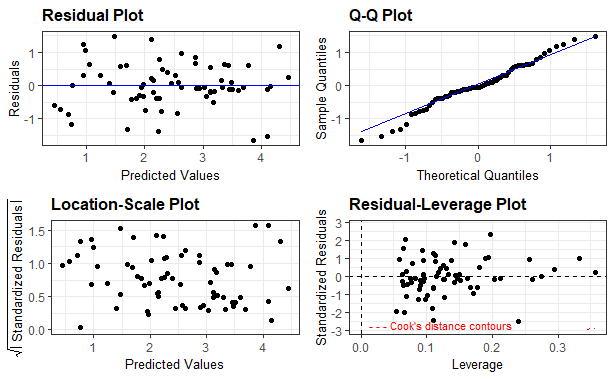 Residual Plot
Residuals
1
0
-1
1 2 3 4
Predicted Values
Q-Q Plot
Sample Quantiles
1
0
-1
-1 0 1
Theoretical Quantiles
Location-Scale Plot
√| Standardized Residuals |
1.5
1.0
0.5
0.0
1 2 3 4
Predicted Values
Residual-Leverage Plot
Standardized Residuals
3
2
1
0
-1
-2
-3
Cook's distance contours
0.0 0.1 0.2 0.3
Leverage